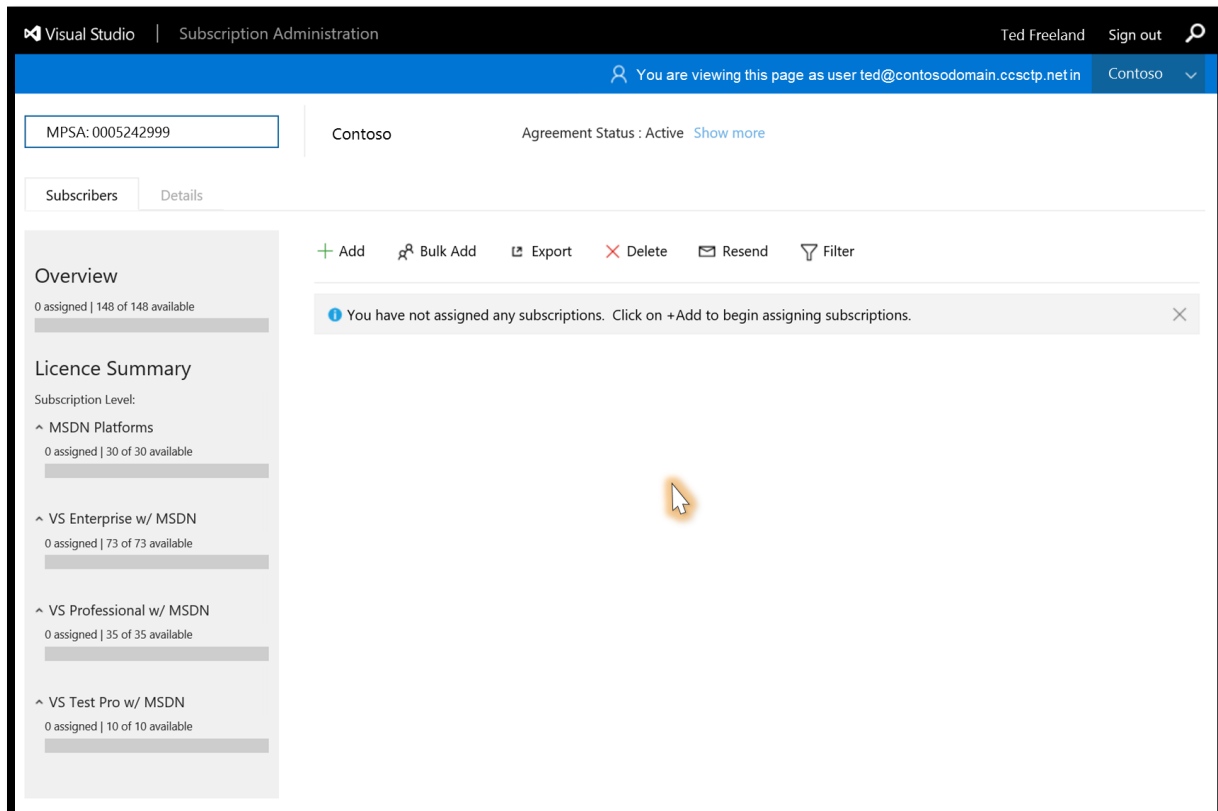 Visual Studio | Subscription Administration Ted Freeland Sign out
You are viewing this page as user ted@contosodomain.ccsctp.net in Contoso
MPSA: 0005242999 Contoso Agreement Status : Active Show more
Subscribers Details
Add Bulk Add Export Delete Resend Filter
You have not assigned any subscriptions. Click on +Add to begin assigning subscriptions.
Overview
0 assigned | 148 of 148 available
Licence Summary
Subscription Level:
MSDN Platforms
0 assigned | 30 of 30 available
VS Enterprise w/ MSDN
0 assigned | 73 of 73 available
VS Professional w/ MSDN
0 assigned | 35 of 35 available
VS Test Pro w/ MSDN
0 assigned | 10 of 10 available